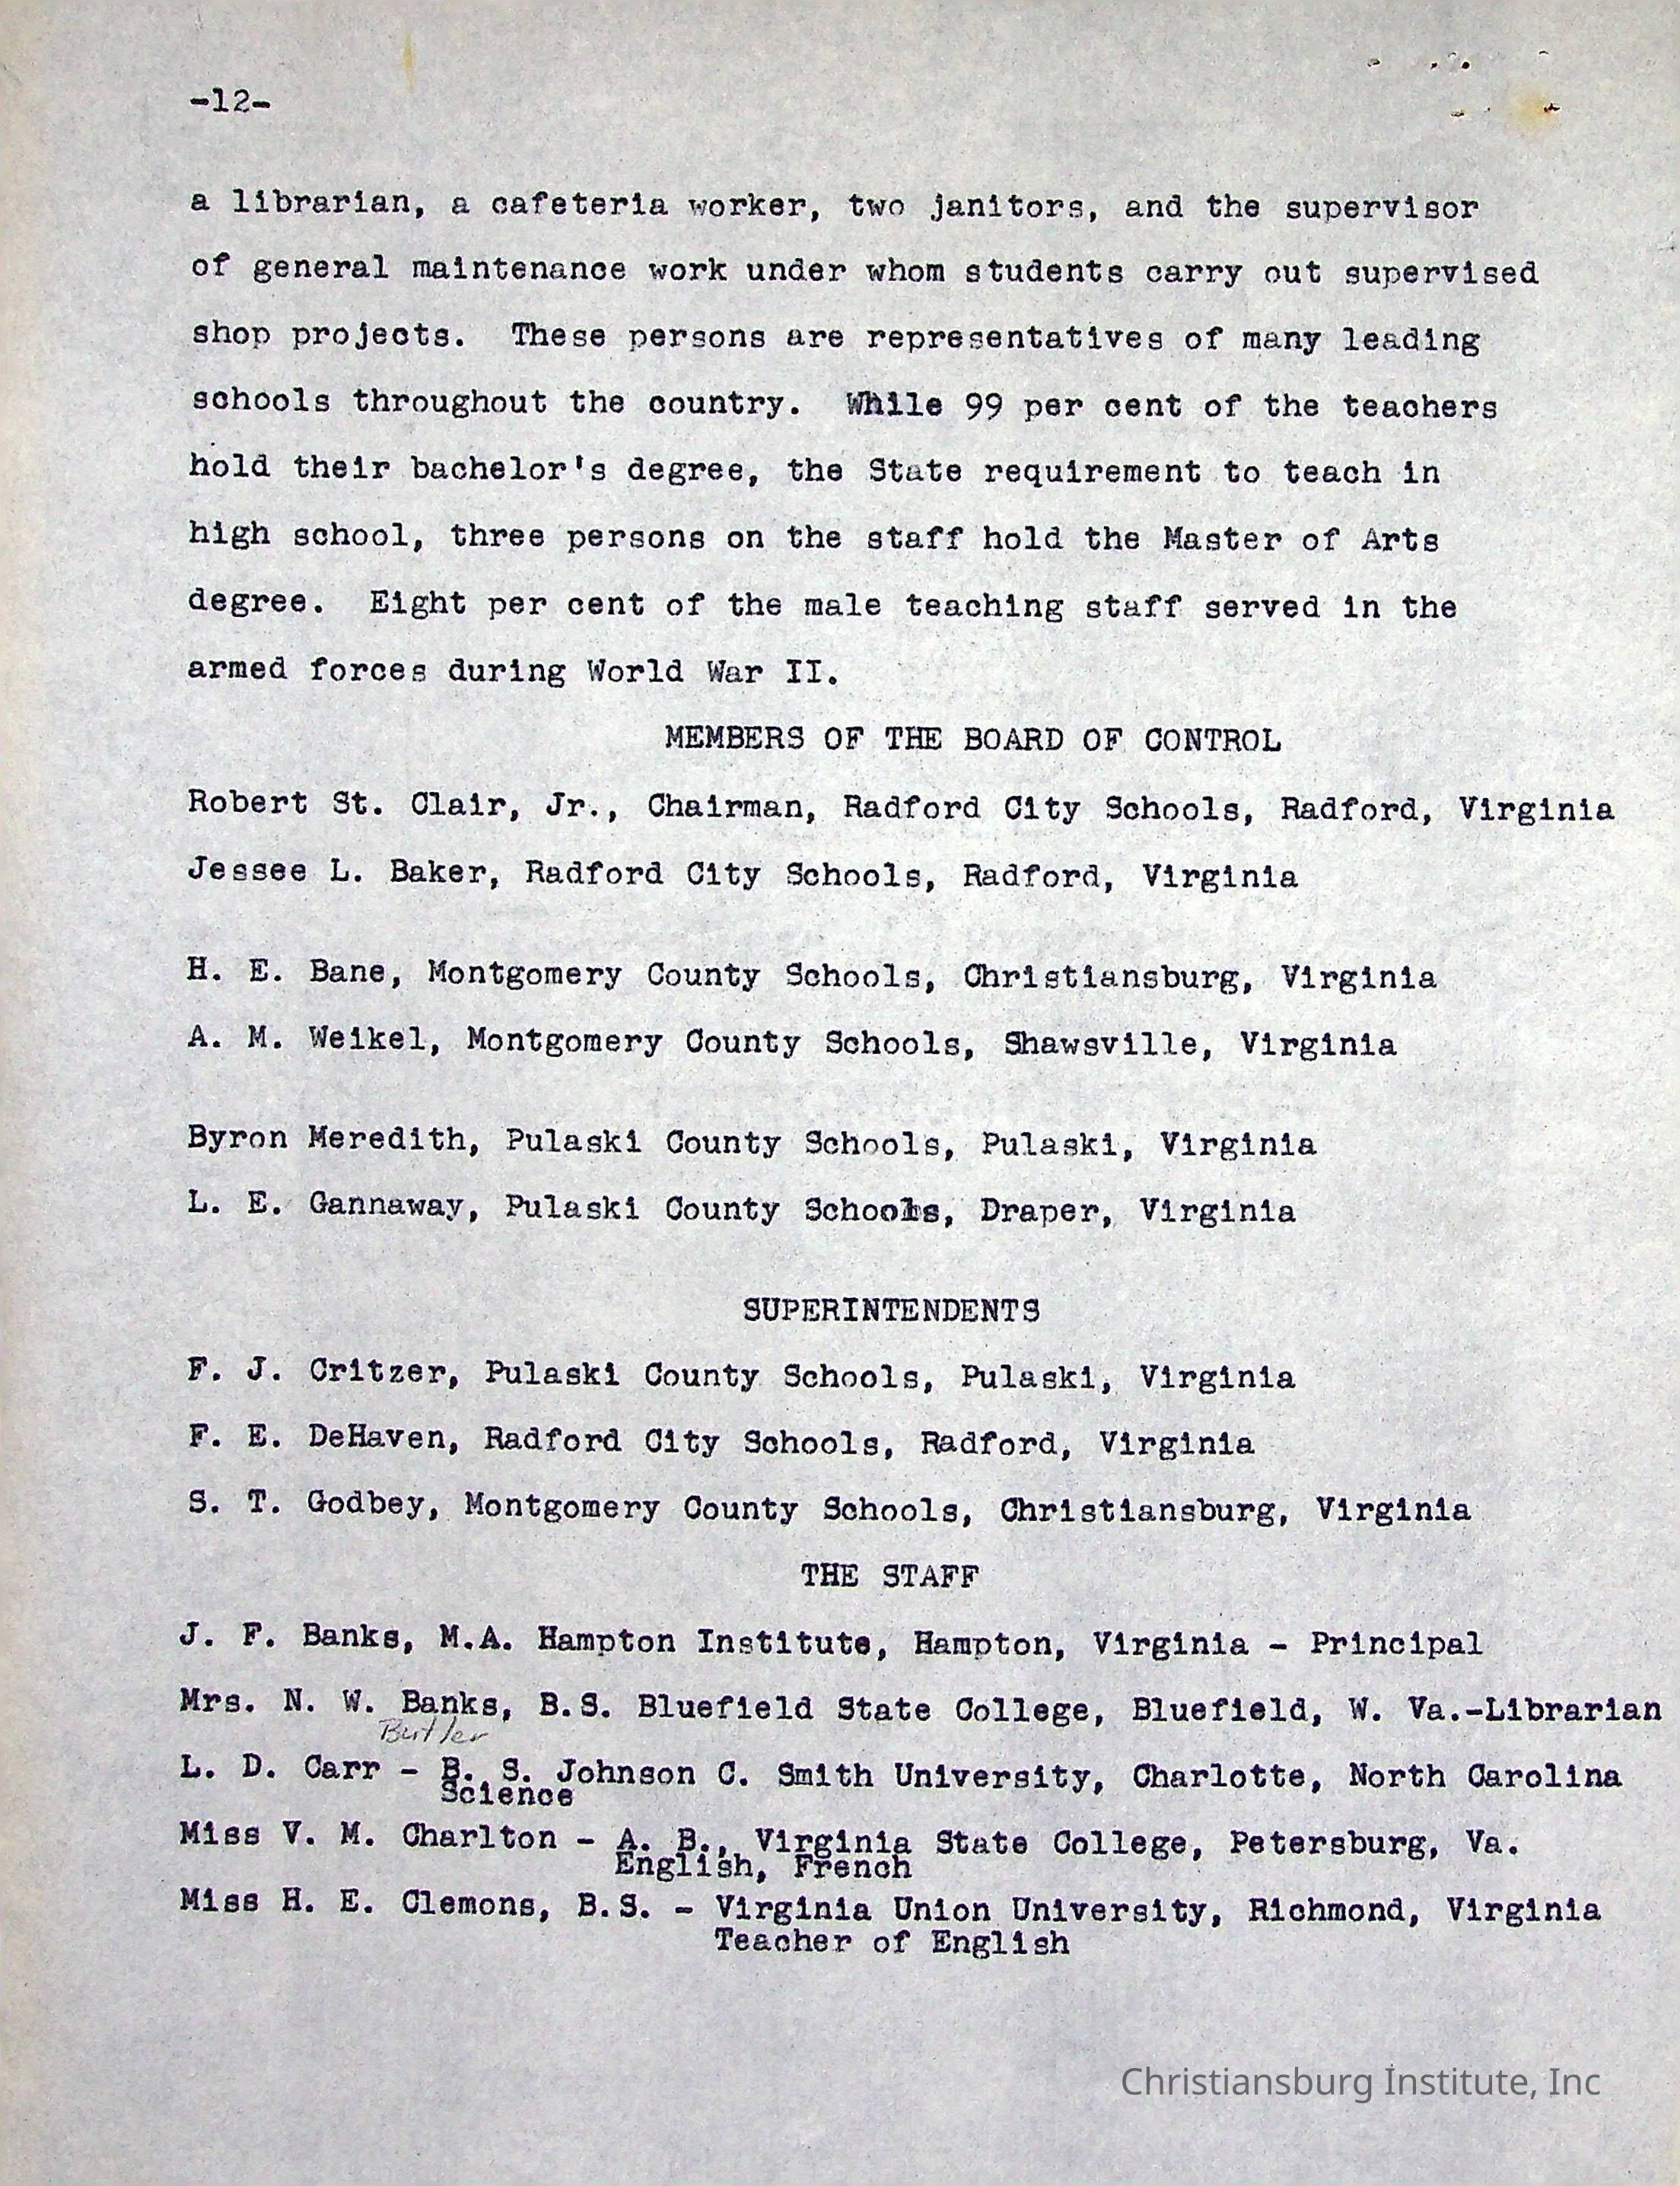 -12-
a librarian, a cafeteria worker, two janitors, and the supervisor
of general maintenance work under whom students carry out supervised
shop projects. These persons are representatives of many leading
schools throughout the country. While 99 per cent of the teachers
hold their bachelor's degree, the State requirement to teach in
high school, three persons on the staff hold the Master of Arts
degree. Eight per cent of the male teaching staff served in the
armed forces during World War II.
MEMBERS OF THE BOARD OF CONTROL
Robert St. Clair, Jr., Chairman, Radford City Schools, Radford, Virginia
Jessee L. Baker, Radford City Schools, Radford, Virginia
H. E. Bane, Montgomery County Schools, Christiansburg, Virginia
A. M. Weikel, Montgomery County Schools, Shawsville, Virginia
Byron Meredith, Pulaski County Schools, Pulaski, Virginia
L. E. Gannaway, Pulaski County Schools, Draper, Virginia
SUPERINTENDENTS
F. J. Critzer, Pulaski County Schools, Pulaski, Virginia
F. E. DeHaven, Radford City Schools, Radford, Virginia
S. T. Godbey, Montgomery County Schools, Christiansburg, Virginia
THE STAFF
J. F. Banks, M.A. Hampton Institute, Hampton, Virginia - Principal
Mrs. N. W. Banks, B.S. Bluefield State College, Bluefield, W. Va.-Librarian
Butler
L. D. Carr - B. S. Johnson C. Smith University, Charlotte, North Carolina
Science
Miss V. M. Charlton - A. B., Virginia State College, Petersburg, Va.
English, French
Miss H. E. Clemons, B.S. - Virginia Union University, Richmond, Virginia
Teacher of English
Christiansburg Institute, Inc